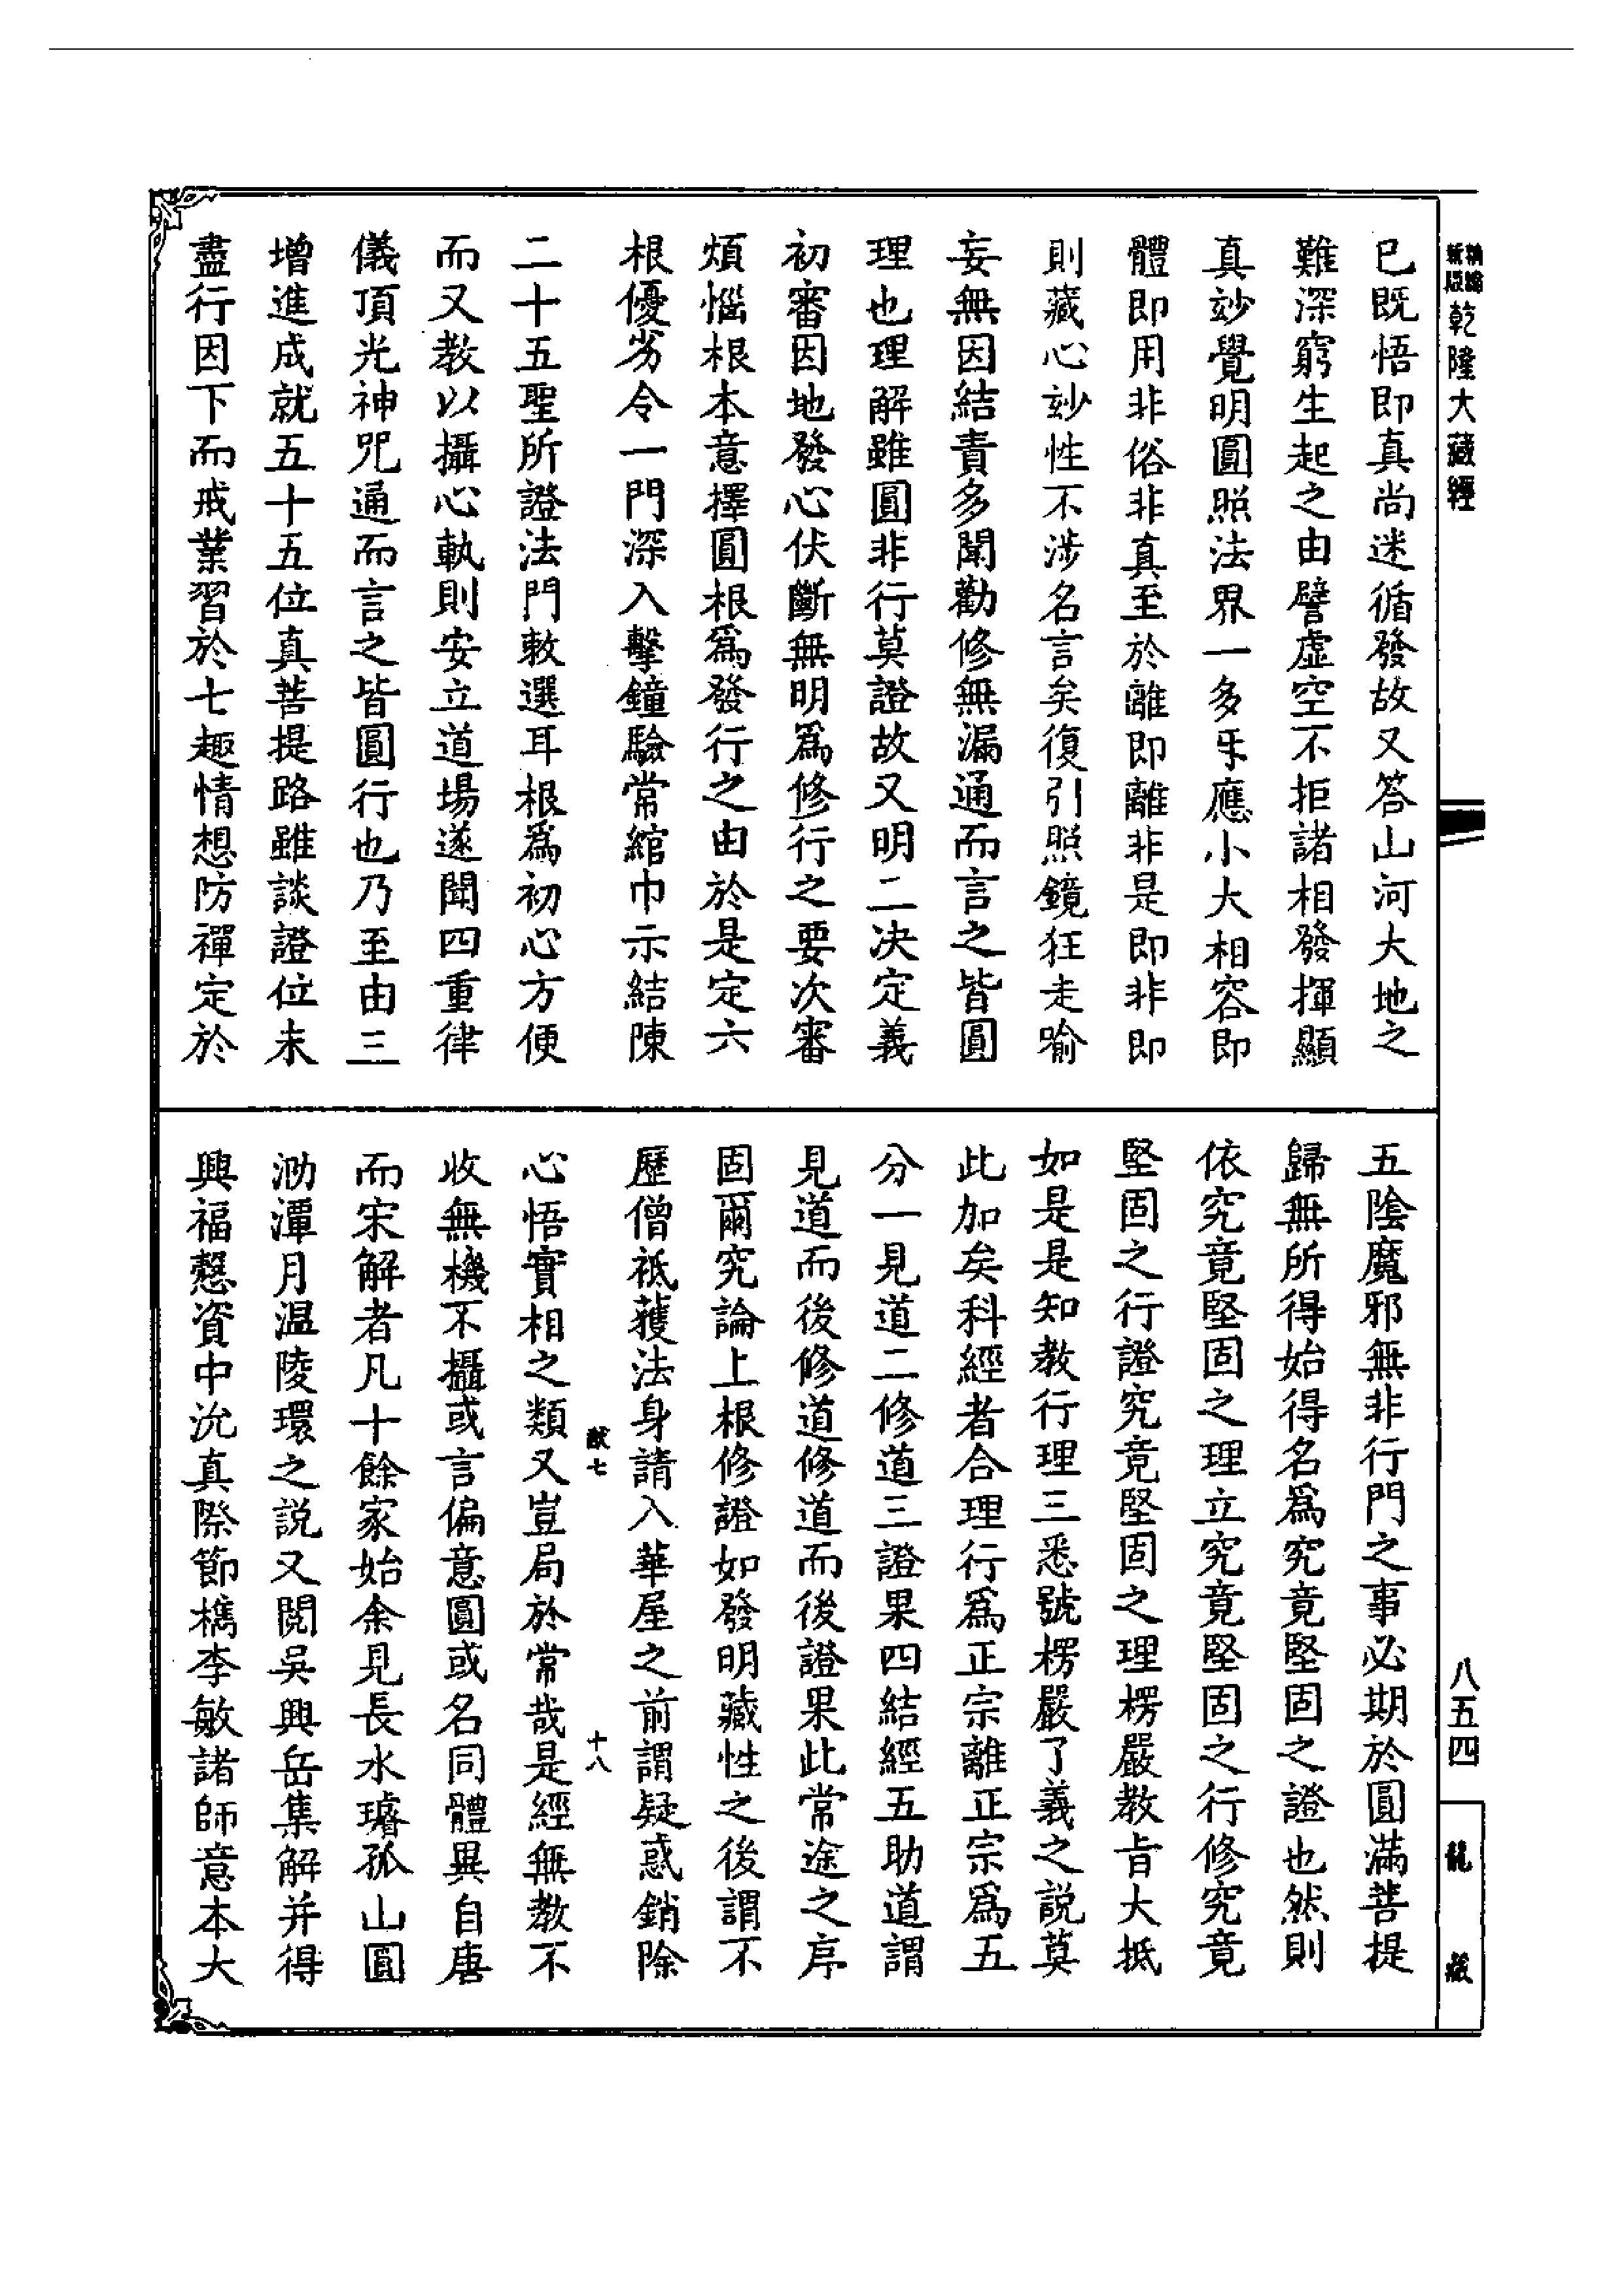 精縮
新版
乾隆大藏經
已既悟即真尚迷循發故又答山河大地之
難深窮生起之由譬虛空不拒諸相發揮顯
真玅覺明圓照法界一多互應小大相容即
體即用非俗非真至於離即離非是即非即
則藏心玅性不涉名言矣復引照鏡狂走喻
妄無因結責多聞勸修無漏通而言之皆圓
理也理解雖圓非行莫證故又明二決定義
初審因地發心伏斷無明爲修行之要次審
煩惱根本意擇圓根爲發行之由於是定六
根優劣令一門深入擊鐘驗常綰巾示結陳
二十五聖所證法門敕選耳根爲初心方便
而又教以攝心軌則安立道場遂聞四重律
儀頂光神咒通而言之皆圓行也乃至由三
增進成就五十五位真菩提路雖談證位未
盡行因下而戒業習於七趣情想防禪定於
五陰魔邪無非行門之事必期於圓滿菩提
歸無所得始得名爲究竟堅固之證也然則
依究竟堅固之理立究竟堅固之行修究竟
堅固之行證究竟堅固之理楞嚴教旨大抵
如是是知教行理三悉號楞嚴了義之說莫
此加矣科經者合理行爲正宗離正宗爲五
分一見道二修道三證果四結經五助道謂
見道而後修道修道而後證果此常途之序
固爾究論上根修證如發明藏性之後謂不
歷僧祇獲法身請入華屋之前謂疑惑銷除
猷七
十八
心悟實相之類又豈局於常哉是經無教不
收無機不攝或言偏意圓或名同體異自唐
而宋解者凡十餘家始余見長水璿孤山圓
泐潭月温陵環之說又閱吳興岳集解并得
興福慤資中沇真際節檇李敏諸師意本大
八五四
龍藏